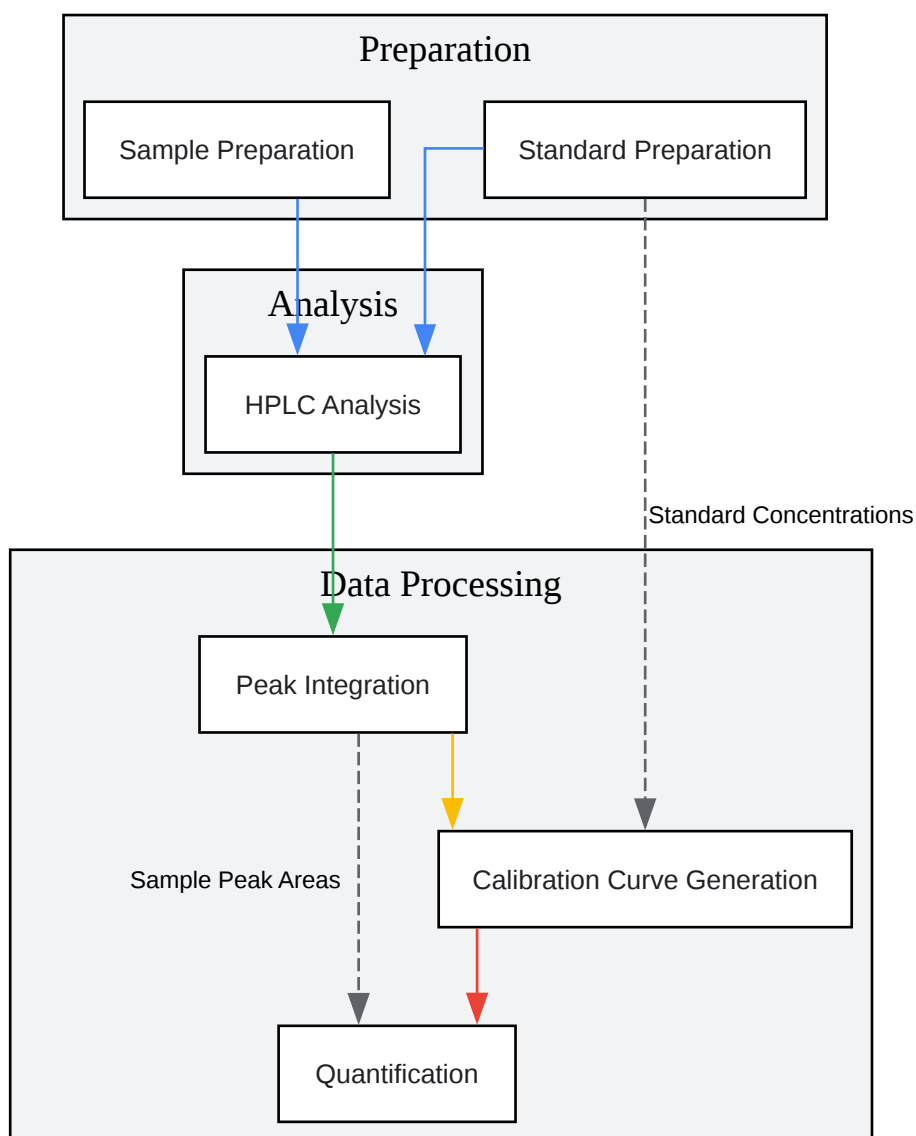 Preparation
Sample Preparation
Standard Preparation
Analysis
HPLC Analysis
Standard Concentrations
Data Processing
Peak Integration
Sample Peak Areas
Calibration Curve Generation
Quantification